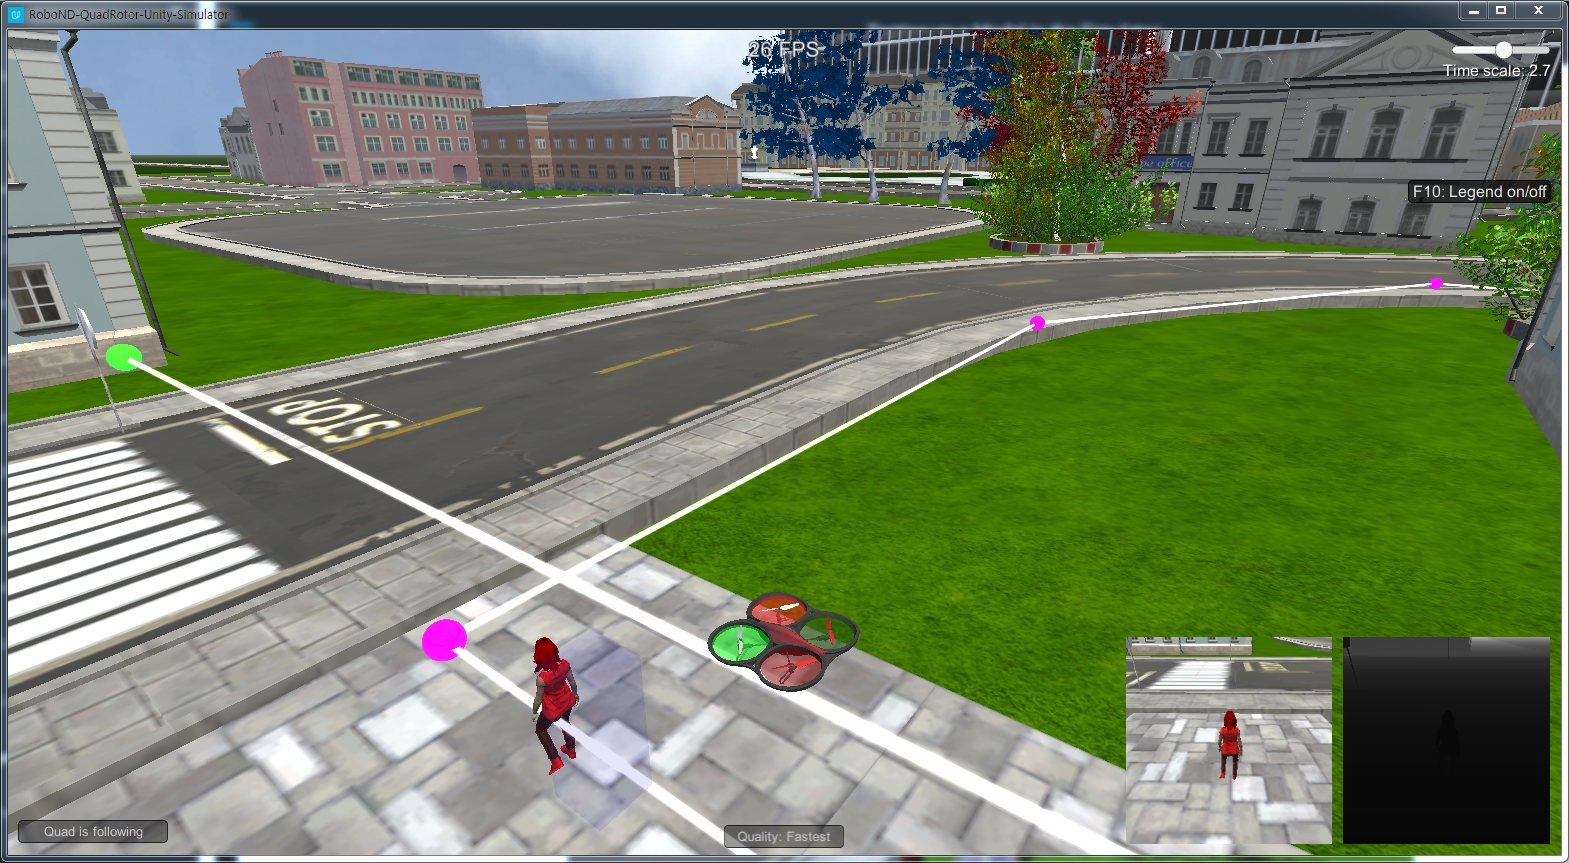 RoboND-QuadRotor-Unity-Simulator
26 FPS
Time scale: 2.7
office
F10: Legend on/off
STOP
Quad is following
Quality: Fastest